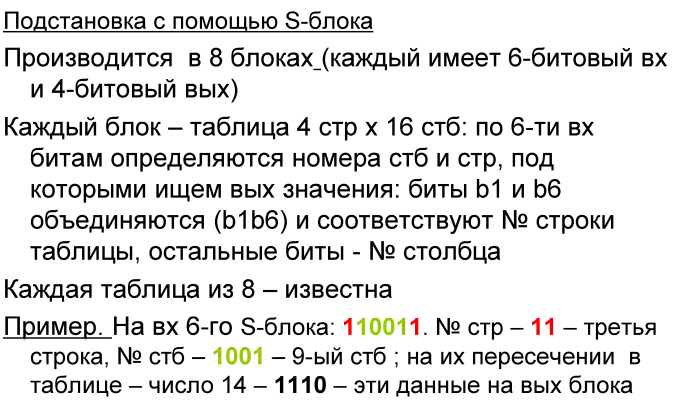 Подстановка с помощью S-блока
Производится  в 8 блоках (каждый имеет 6-битовый вх
и 4-битовый вых)
Каждый блок – таблица 4 стр х 16 стб: по 6-ти вх
битам определяются номера стб и стр, под
которыми ищем вых значения: биты b1 и b6
объединяются (b1b6) и соответствуют № строки
таблицы, остальные биты - № столбца
Каждая таблица из 8 – известна
Пример. На вх 6-го S-блока: 110011. № стр – 11 – третья
строка, № стб – 1001 – 9-ый стб ; на их пересечении  в
таблице – число 14 – 1110 – эти данные на вых блока